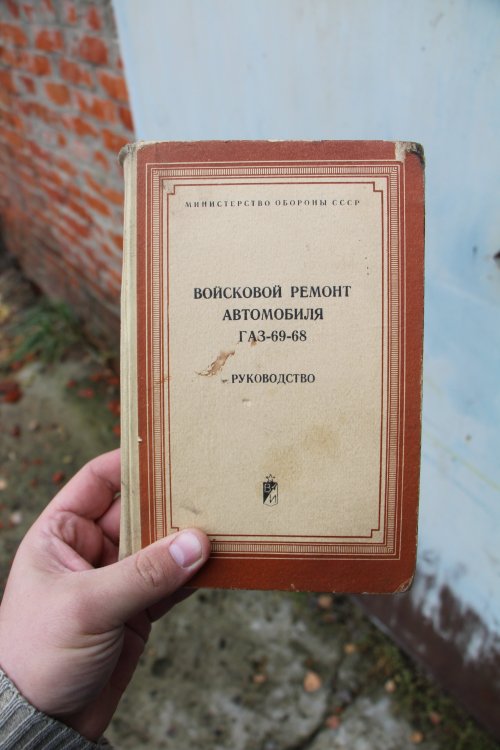 МИНИСТЕРСТВО ОБОРОНЫ СССР
ВОЙСКОВОЙ РЕМОНТ
АВТОМОБИЛЯ
ГАЗ-69-68
РУКОВОДСТВО